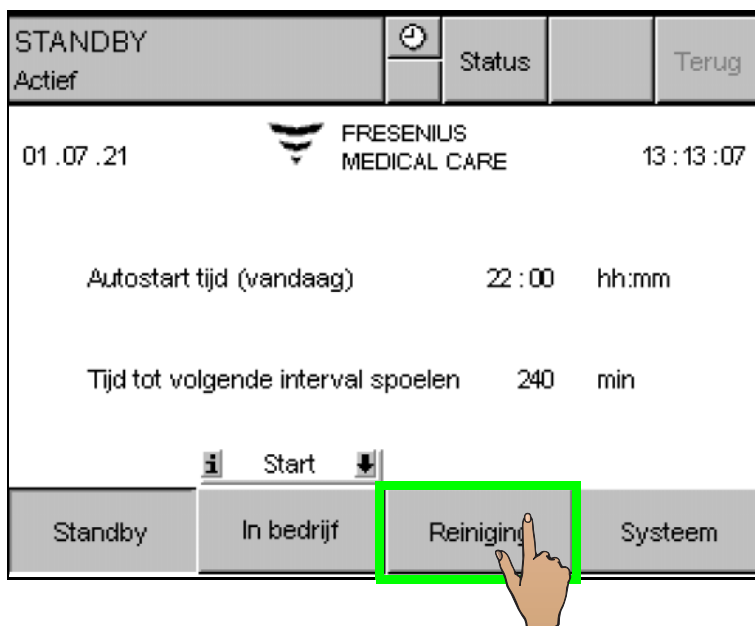 STANDBY
Actief
Status
Terug
01 .07 .21
FRESENIUS
MEDICAL CARE
13 : 13 : 07
Autostart tijd (vandaag) 22 : 00 hh:mm
Tijd tot volgende interval spoelen 240 min
i Start
Standby
In bedrijf
Reiniging
Systeem